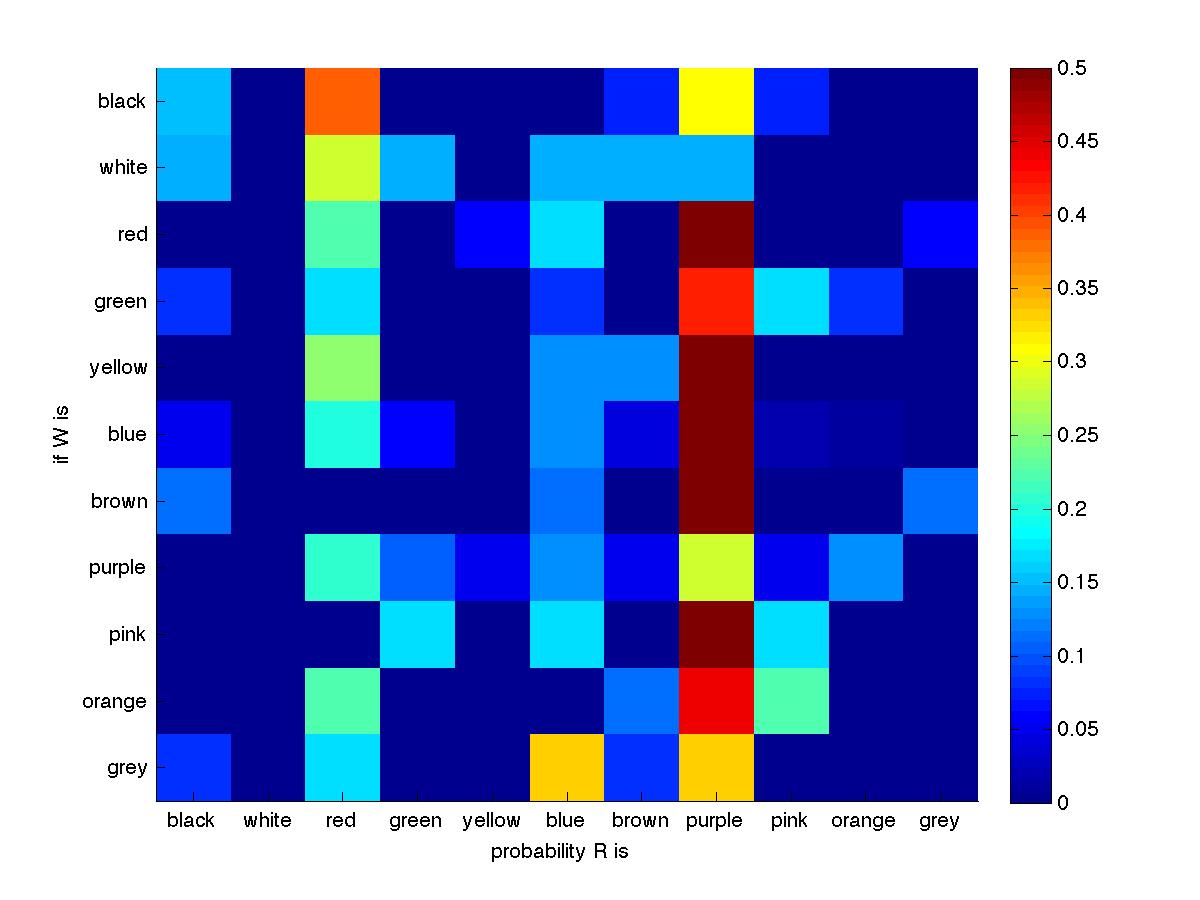 black
white
red
green
yellow
blue
brown
purple
pink
orange
grey
if W is
black white red green yellow blue brown purple pink orange grey
probability R is
0.5
0.45
0.4
0.35
0.3
0.25
0.2
0.15
0.1
0.05
0